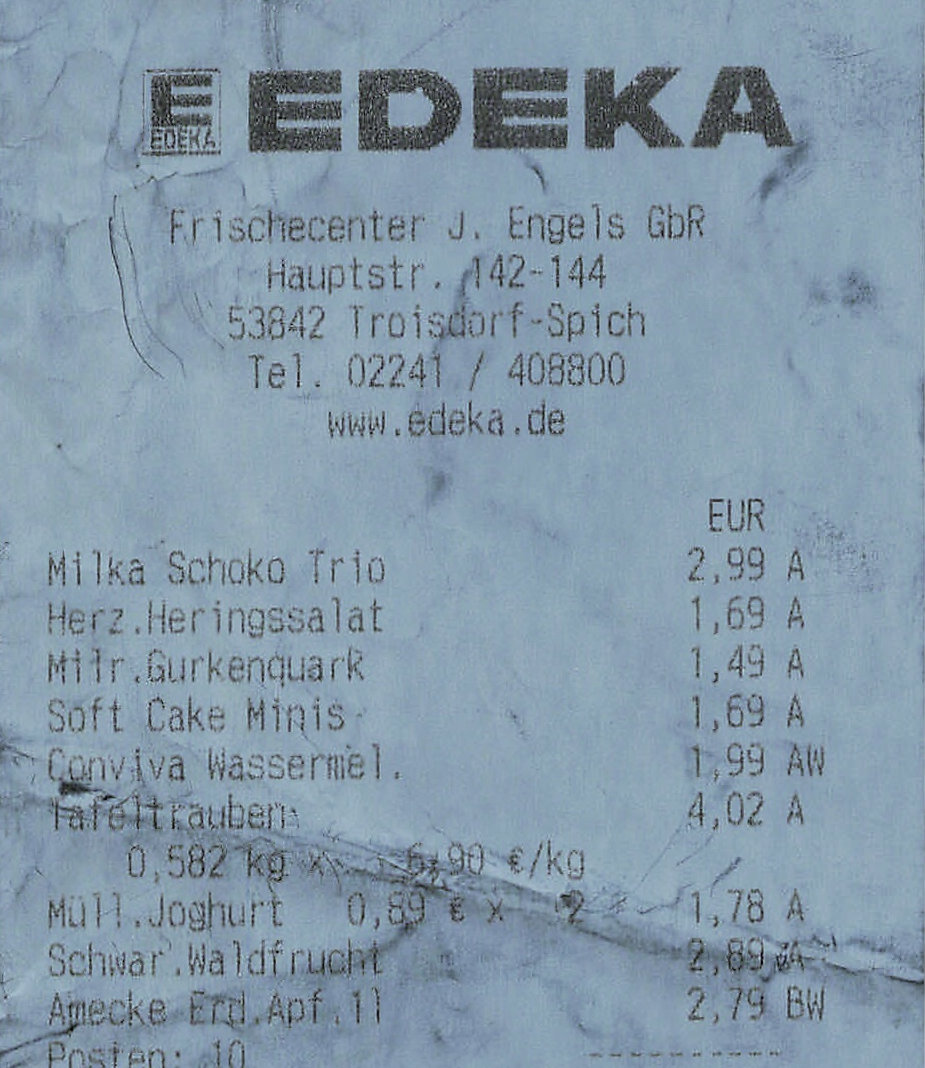 E EDEKA
EDEKA
Frischecenter J. Engels GbR
Hauptstr. 142-144
53842 Troisdorf-Spich
Tel. 02241 / 408800
www.edeka.de
EUR
Milka Schoko Trio 2,99 A
Herz.Heringssalat 1,69 A
Milr.Gurkenquark 1,49 A
Soft Cake Minis 1,69 A
Conviva Wassermel. 1,99 AW
Tafeltrauben 4,02 A
0,582 kg x 6,90 €/kg
Müll.Joghurt 0,89 € x 2 1,78 A
Schwar.Waldfrucht 2,89 A
Amecke Erd.Apf.1l 2,79 BW
Posten: 10 ----------